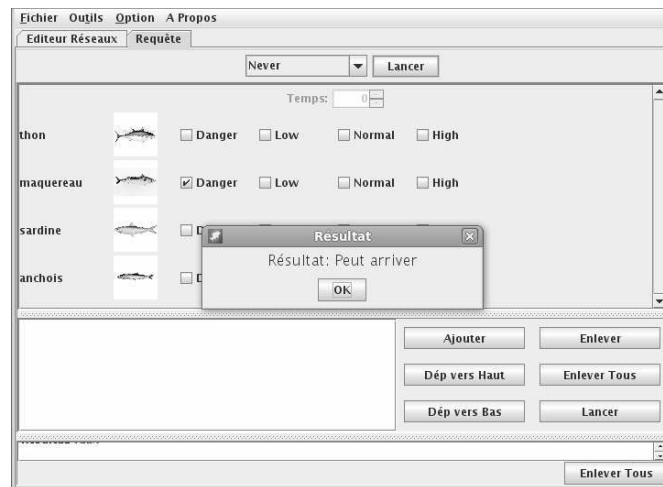 Fichier Outils Option A Propos
Editeur Réseaux Requête
Never Lancer
Temps: 0
thon Danger Low Normal High
maquereau Danger Low Normal High
sardine
Résultat
Résultat: Peut arriver
anchois
OK
Ajouter Enlever
Dép vers Haut Enlever Tous
Dép vers Bas Lancer
Enlever Tous